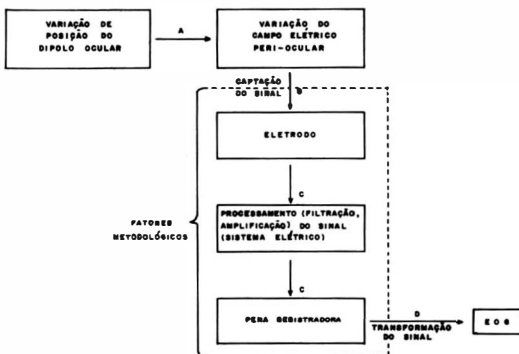 VARIAÇÃO DE
POSIÇÃO DO
DIPOLO OCULAR
A
VARIAÇÃO DO
CAMPO ELÉTRICO
PERI-OCULAR
CAPTAÇÃO
DO SINAL
B
ELETRODO
C
FATORES
METODOLÓGICOS
PROCESSAMENTO (FILTRAÇÃO,
AMPLIFICAÇÃO) DO SINAL
(SISTEMA ELÉTRICO)
C
PENA REGISTRADORA
D
TRANSFORMAÇÃO
DO SINAL
E O G